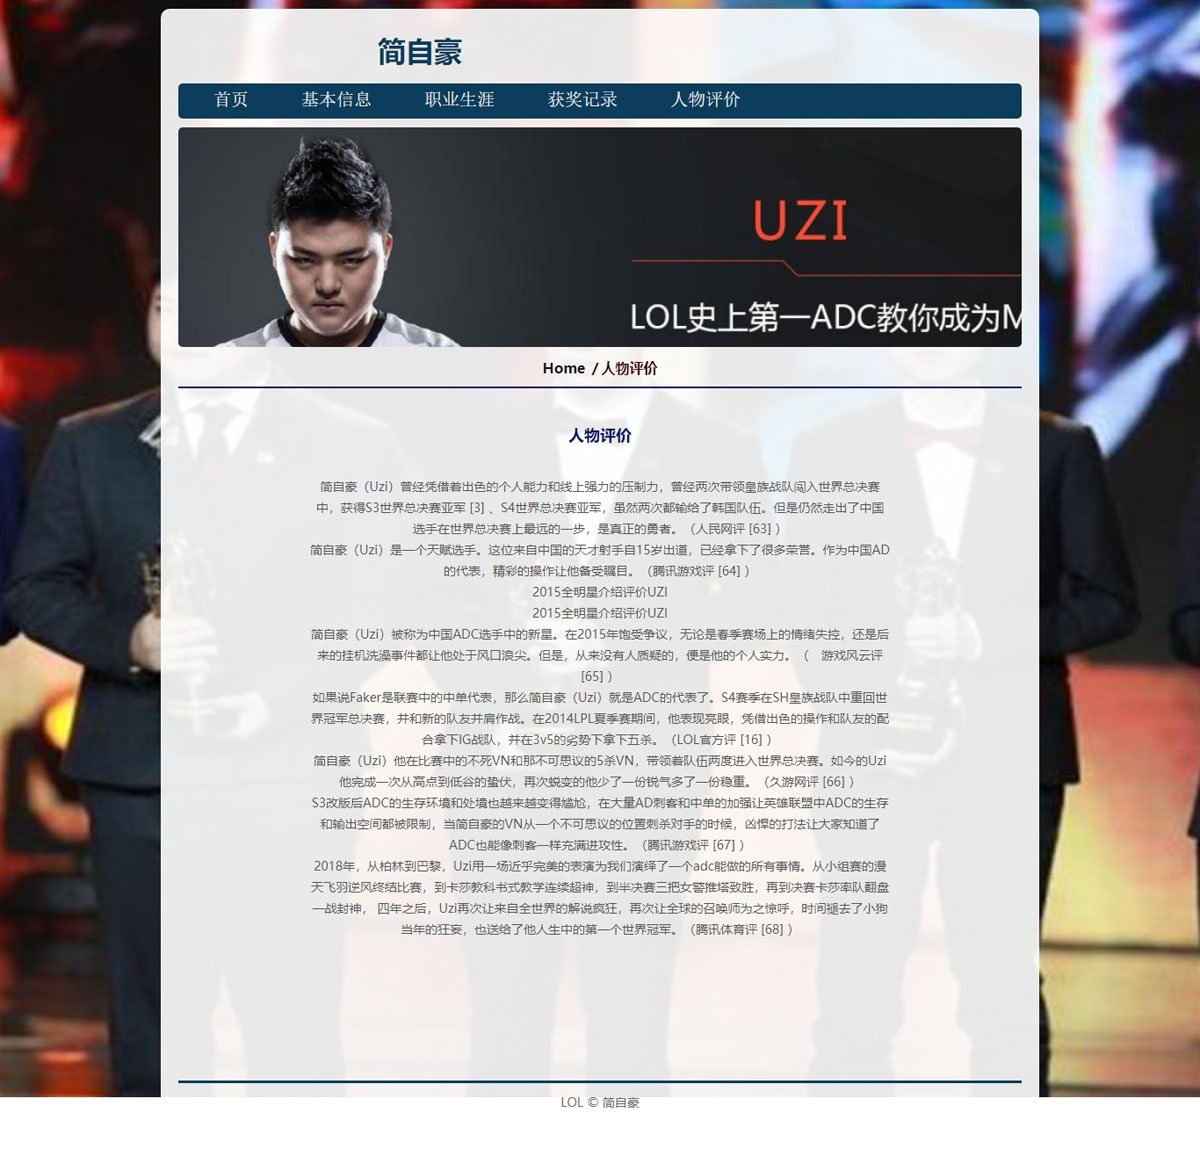 简自豪
首页 基本信息 职业生涯 获奖记录 人物评价
UZI
LOL史上第一ADC教你成为M
Home / 人物评价
人物评价
简自豪（Uzi）曾经凭借着出色的个人能力和线上强力的压制力，曾经两次带领皇族战队闯入世界总决赛
中，获得S3世界总决赛亚军 [3] 、S4世界总决赛亚军，虽然两次都输给了韩国队伍。但是仍然走出了中国
选手在世界总决赛上最远的一步，是真正的勇者。（人民网评 [63] ）
简自豪（Uzi）是一个天赋选手。这位来自中国的天才射手自15岁出道，已经拿下了很多荣誉。作为中国AD
的代表，精彩的操作让他备受瞩目。（腾讯游戏评 [64] ）
2015全明星介绍评价UZI
2015全明星介绍评价UZI
简自豪（Uzi）被称为中国ADC选手中的新星。在2015年饱受争议，无论是春季赛场上的情绪失控，还是后
来的挂机洗澡事件都让他处于风口浪尖。但是，从来没有人质疑的，便是他的个人实力。（　游戏风云评
[65] ）
如果说Faker是联赛中的中单代表，那么简自豪（Uzi）就是ADC的代表了。S4赛季在SH皇族战队中重回世
界冠军总决赛，并和新的队友并肩作战。在2014LPL夏季赛期间，他表现亮眼，凭借出色的操作和队友的配
合拿下IG战队，并在3v5的劣势下拿下五杀。（LOL官方评 [16] ）
简自豪（Uzi）他在比赛中的不死VN和那不可思议的5杀VN，带领着队伍两度进入世界总决赛。如今的Uzi
他完成一次从高点到低谷的蛰伏，再次蜕变的他少了一份锐气多了一份稳重。（久游网评 [66] ）
S3改版后ADC的生存环境和处境也越来越变得尴尬，在大量AD刺客和中单的加强让英雄联盟中ADC的生存
和输出空间都被限制，当简自豪的VN从一个不可思议的位置刺杀对手的时候，凶悍的打法让大家知道了
ADC也能像刺客一样充满进攻性。（腾讯游戏评 [67] ）
2018年，从柏林到巴黎，Uzi用一场近乎完美的表演为我们演绎了一个adc能做的所有事情。从小组赛的漫
天飞羽逆风终结比赛，到卡莎教科书式教学连续超神，到半决赛三把女警推塔致胜，再到决赛卡莎率队翻盘
一战封神， 四年之后，Uzi再次让来自全世界的解说疯狂，再次让全球的召唤师为之惊呼，时间褪去了小狗
当年的狂妄，也送给了他人生中的第一个世界冠军。（腾讯体育评 [68] ）
LOL © 简自豪